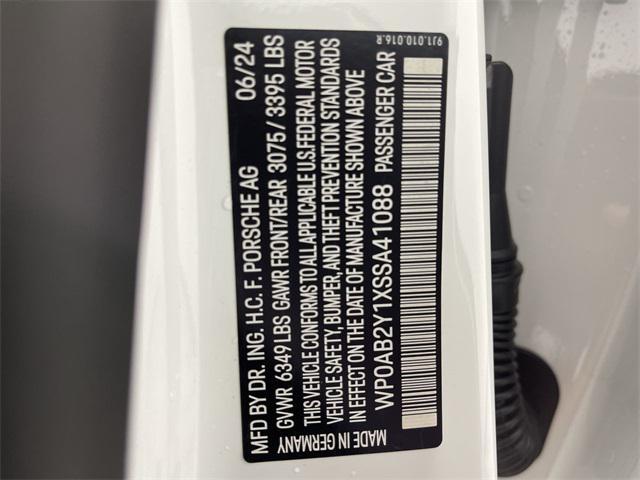 MFD BY DR. ING. H.C. F. PORSCHE AG 06/24
GVWR 6349 LBS GAWR FRONT/REAR 3075 / 3395 LBS
THIS VEHICLE CONFORMS TO ALL APPLICABLE U.S. FEDERAL MOTOR
VEHICLE SAFETY, BUMPER, AND THEFT PREVENTION STANDARDS
IN EFFECT ON THE DATE OF MANUFACTURE SHOWN ABOVE
WP0AB2Y1XSSA41088 PASSENGER CAR
MADE IN GERMANY
9J1.010.016.R